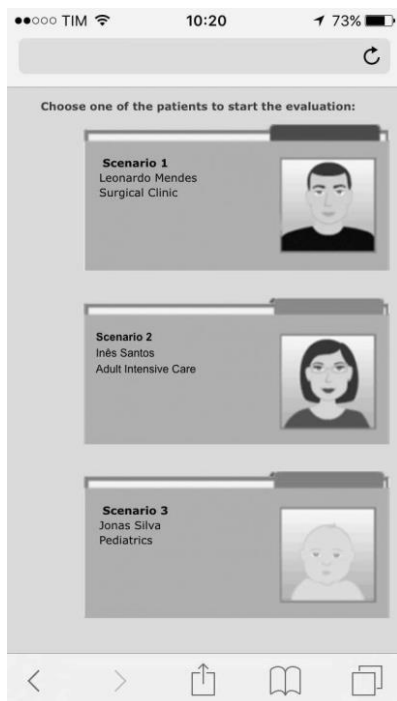 TIM 10:20 73%
Choose one of the patients to start the evaluation:
Scenario 1
Leonardo Mendes
Surgical Clinic
Scenario 2
Inês Santos
Adult Intensive Care
Scenario 3
Jonas Silva
Pediatrics